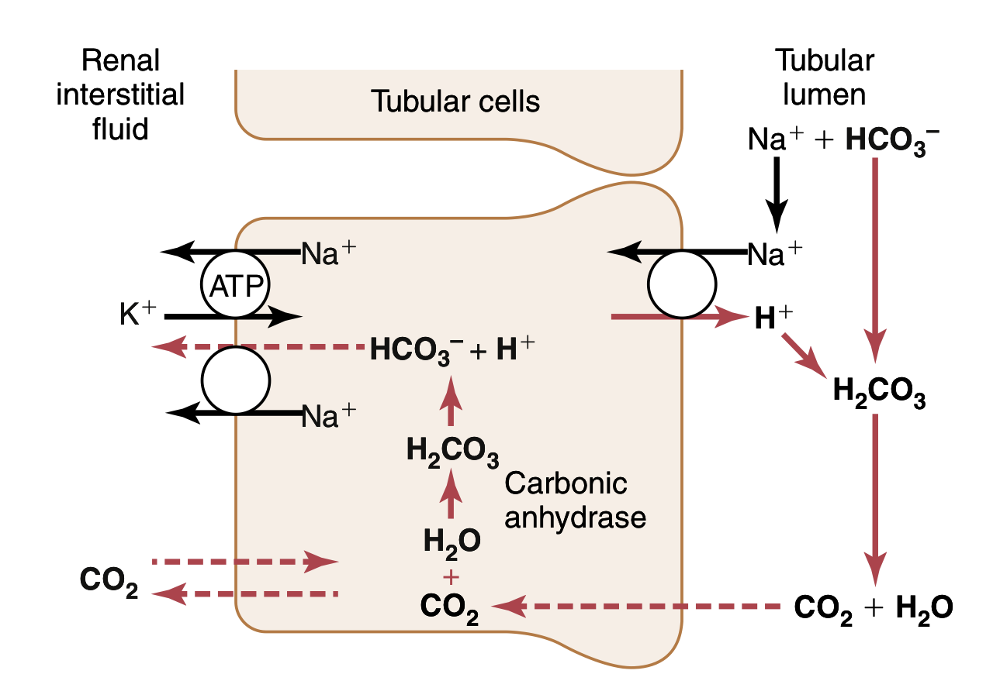 Renal
interstitial
fluid
Tubular cells
Tubular
lumen
Na⁺ + HCO₃⁻
Na⁺
Na⁺
ATP
K⁺
H⁺
HCO₃⁻ + H⁺
H₂CO₃
Na⁺
H₂CO₃
Carbonic
anhydrase
H₂O
+
CO₂
CO₂
CO₂ + H₂O